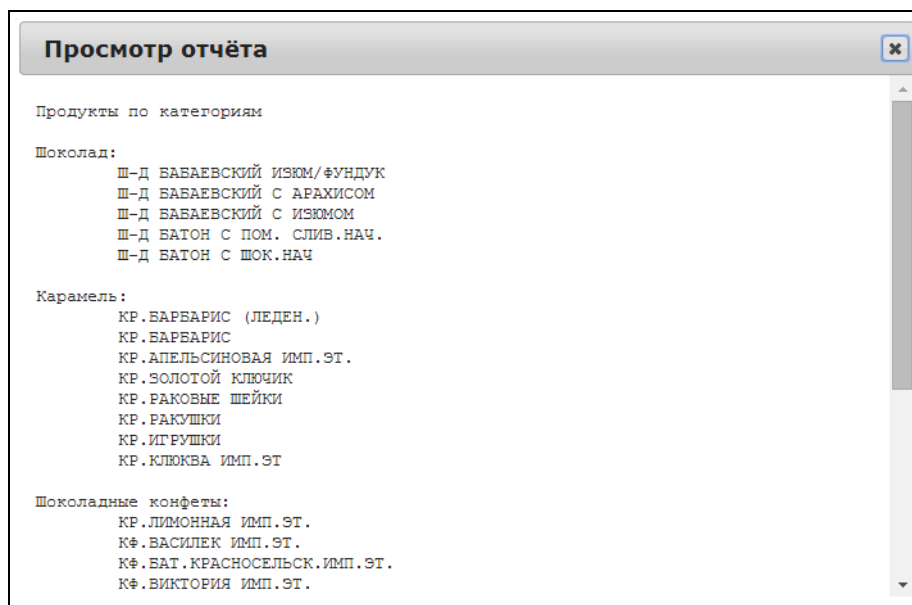 Просмотр отчёта
Продукты по категориям
Шоколад:
Ш-Д БАБАЕВСКИЙ ИЗЮМ/ФУНДУК
Ш-Д БАБАЕВСКИЙ С АРАХИСОМ
Ш-Д БАБАЕВСКИЙ С ИЗЮМОМ
Ш-Д БАТОН С ПОМ. СЛИВ.НАЧ.
Ш-Д БАТОН С ШОК.НАЧ
Карамель:
КР.БАРБАРИС (ЛЕДЕН.)
КР.БАРБАРИС
КР.АПЕЛЬСИНОВАЯ ИМП.ЭТ.
КР.ЗОЛОТОЙ КЛЮЧИК
КР.РАКОВЫЕ ШЕЙКИ
КР.РАКУШКИ
КР.ИГРУШКИ
КР.КЛЮКВА ИМП.ЭТ
Шоколадные конфеты:
КР.ЛИМОННАЯ ИМП.ЭТ.
КФ.ВАСИЛЕК ИМП.ЭТ.
КФ.БАТ.КРАСНОСЕЛЬСК.ИМП.ЭТ.
КФ.ВИКТОРИЯ ИМП.ЭТ.